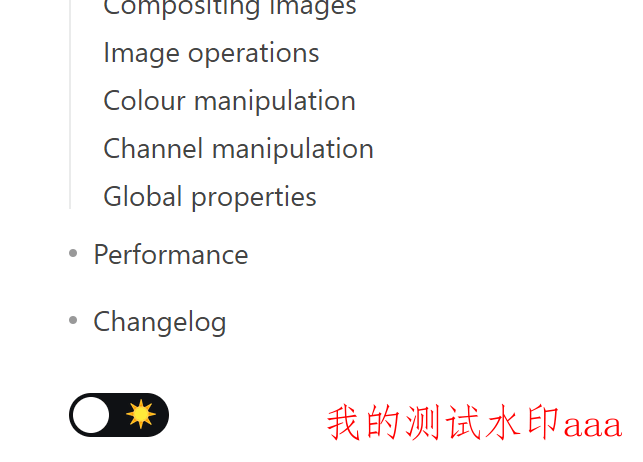 Compositing images
Image operations
Colour manipulation
Channel manipulation
Global properties
Performance
Changelog
我的测试水印aaa